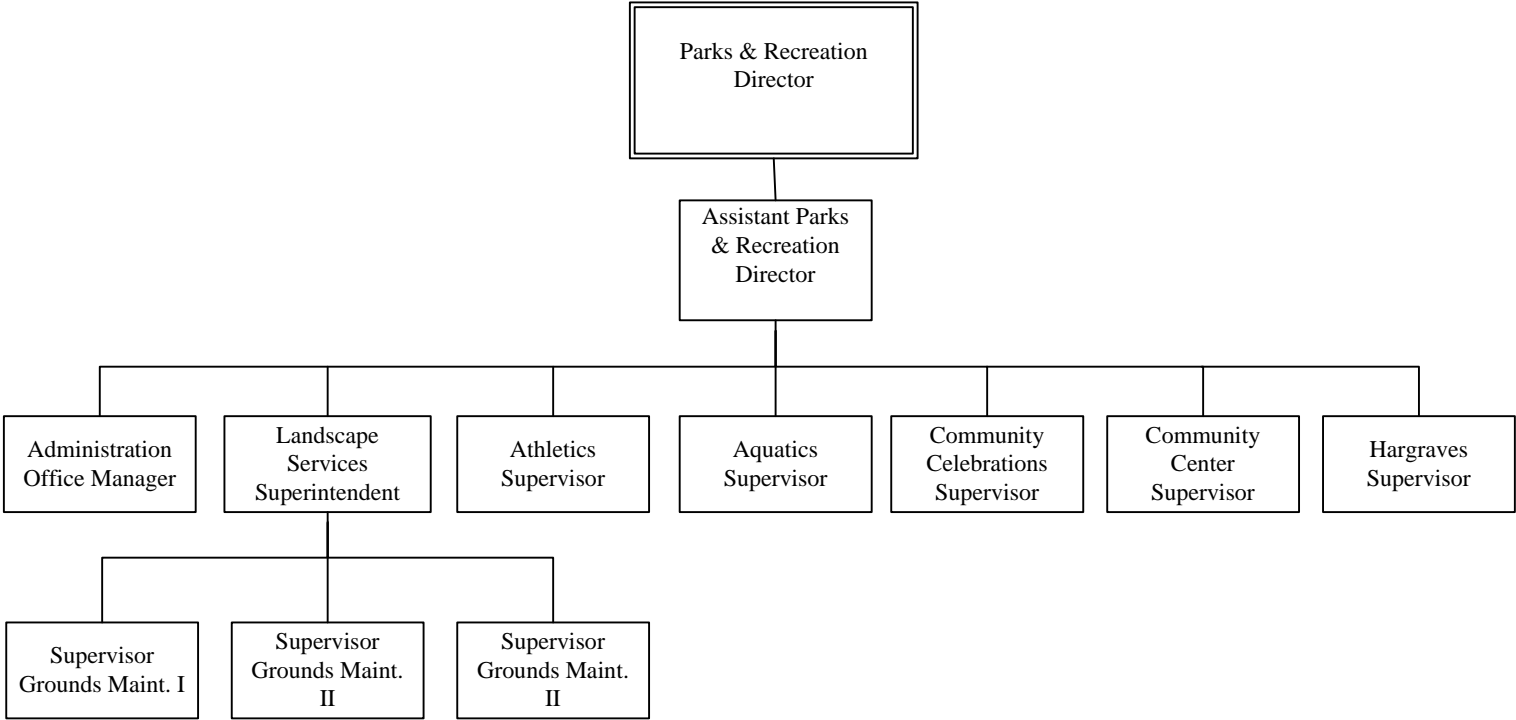 Parks & Recreation
Director
Assistant Parks
& Recreation
Director
Administration
Office Manager
Landscape
Services
Superintendent
Athletics
Supervisor
Aquatics
Supervisor
Community
Celebrations
Supervisor
Community
Center
Supervisor
Hargraves
Supervisor
Supervisor
Grounds Maint. I
Supervisor
Grounds Maint.
II
Supervisor
Grounds Maint.
II